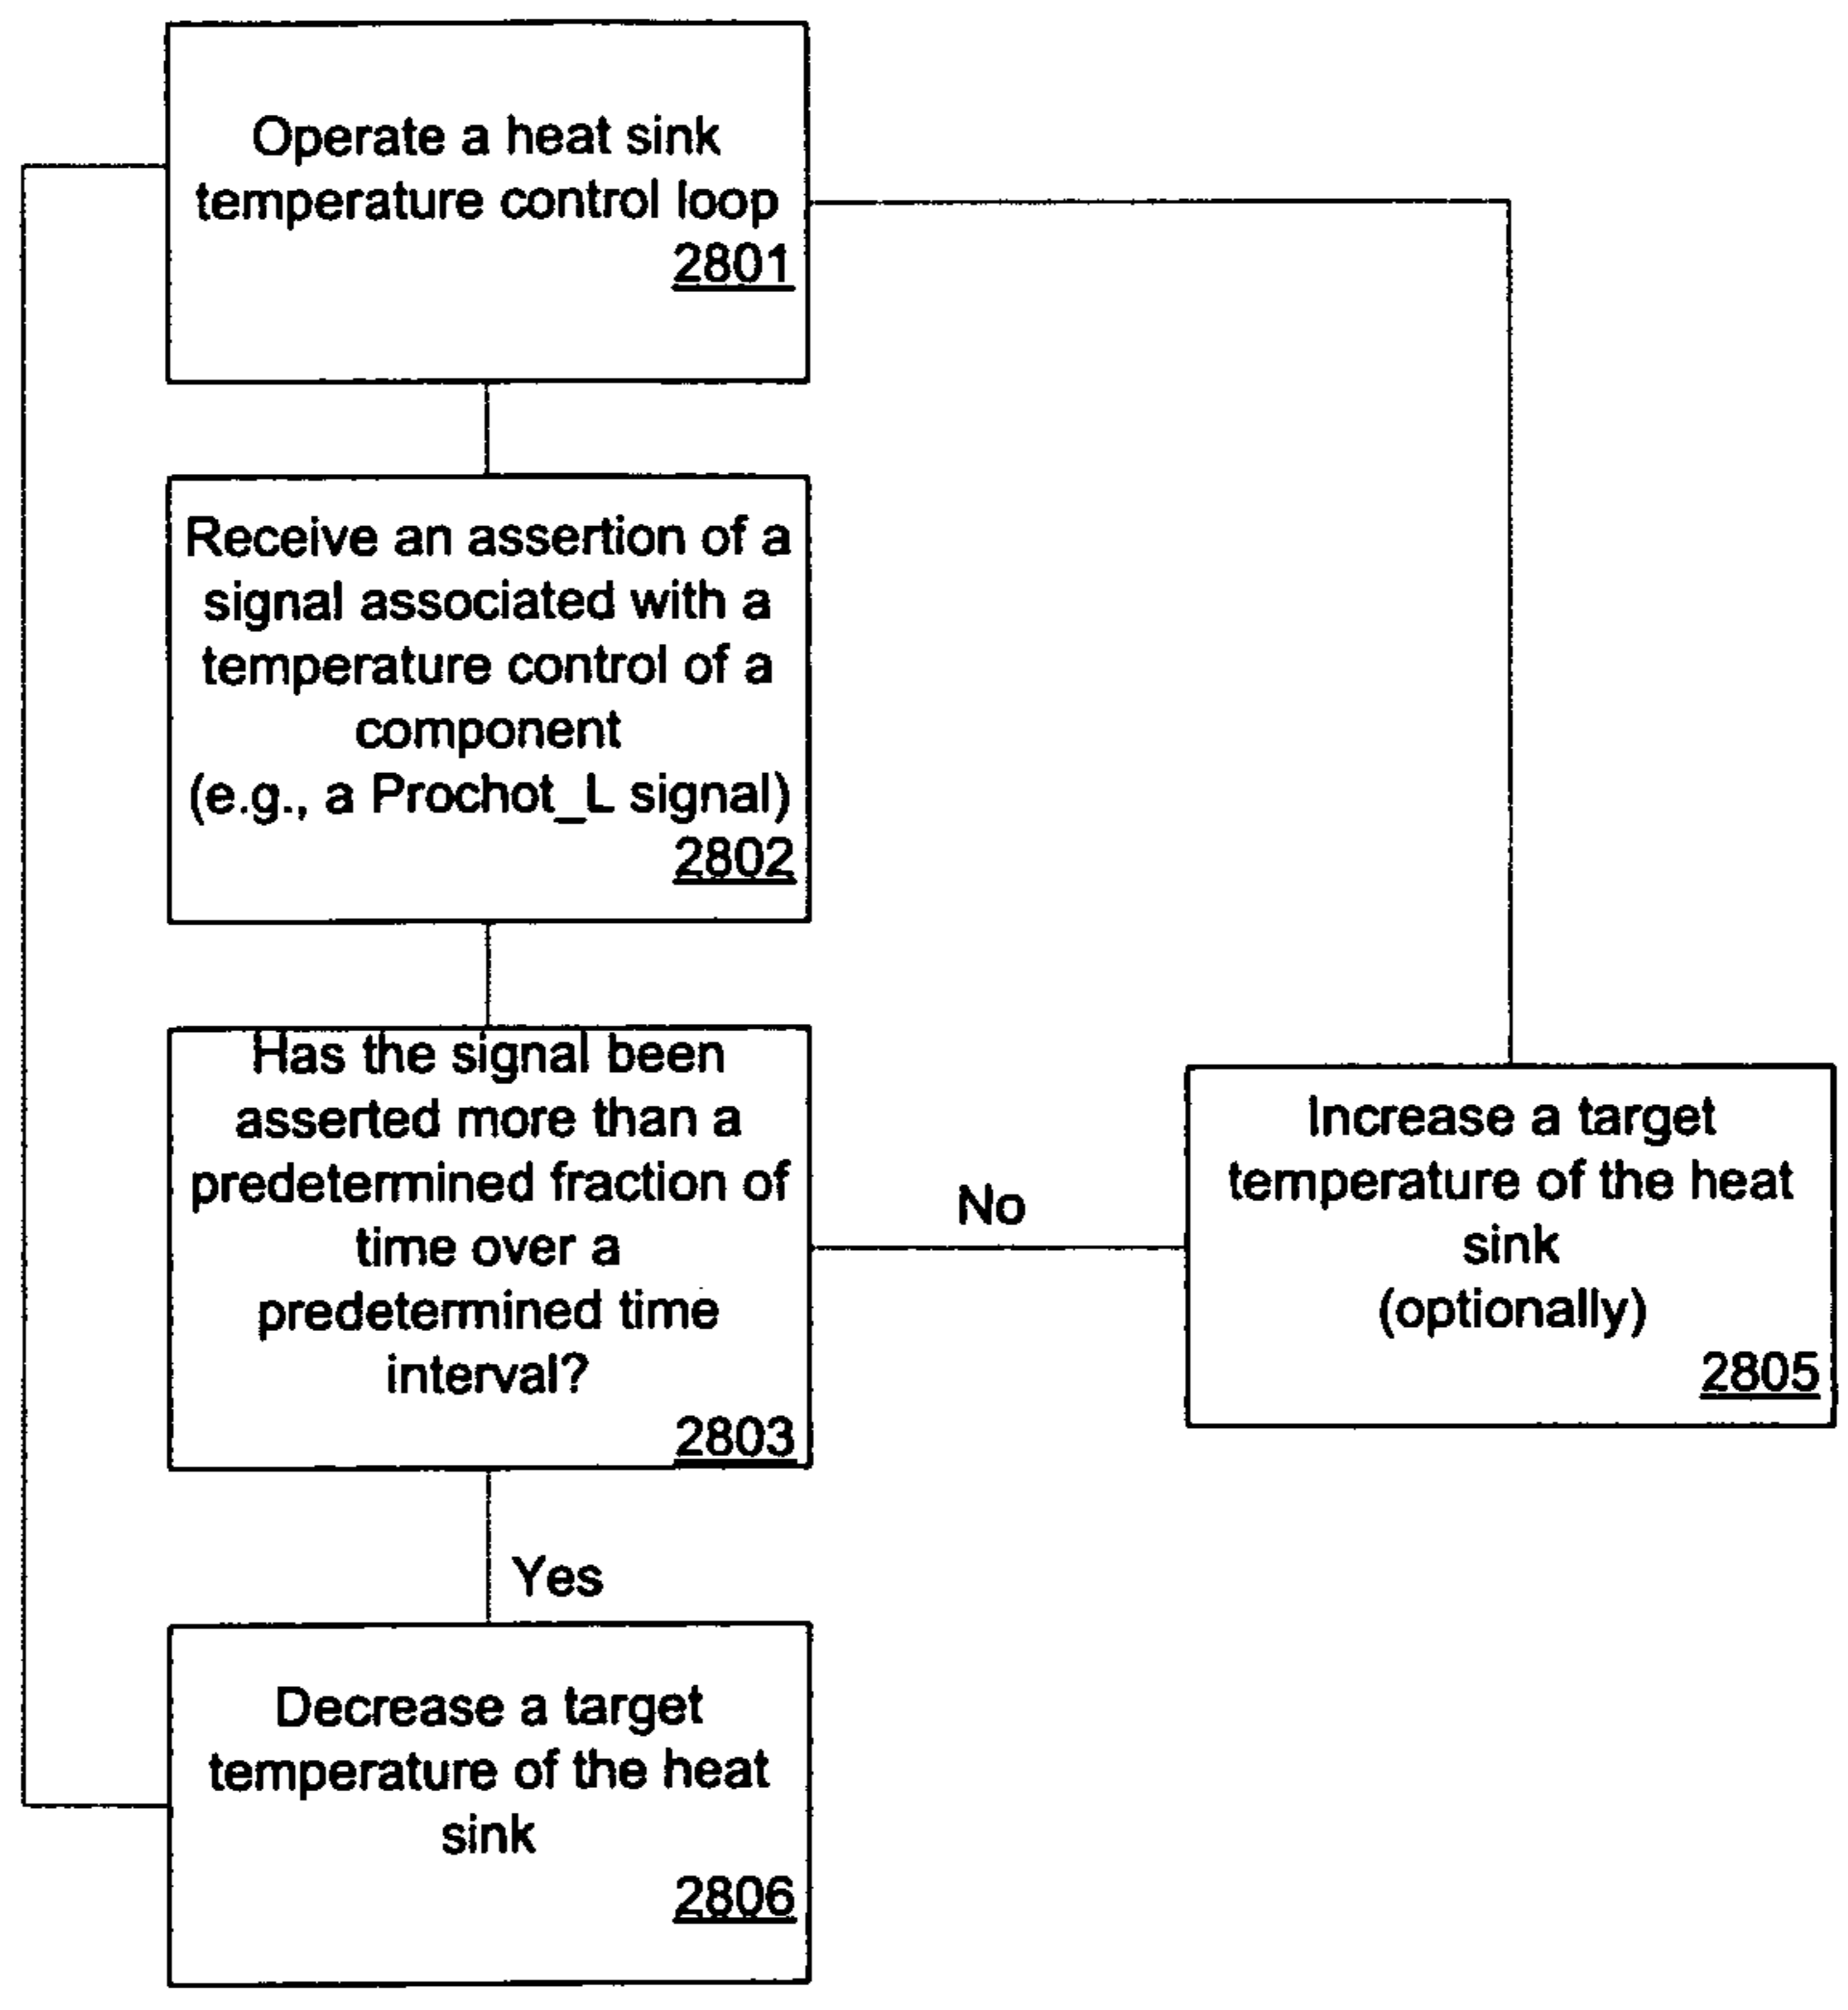 Operate a heat sink
temperature control loop
2801
Receive an assertion of a
signal associated with a
temperature control of a
component
(e.g., a Prochot_L signal)
2802
Has the signal been
asserted more than a
predetermined fraction of
time over a
predetermined time
interval?
2803
No
Increase a target
temperature of the heat
sink
(optionally)
2805
Yes
Decrease a target
temperature of the heat
sink
2806